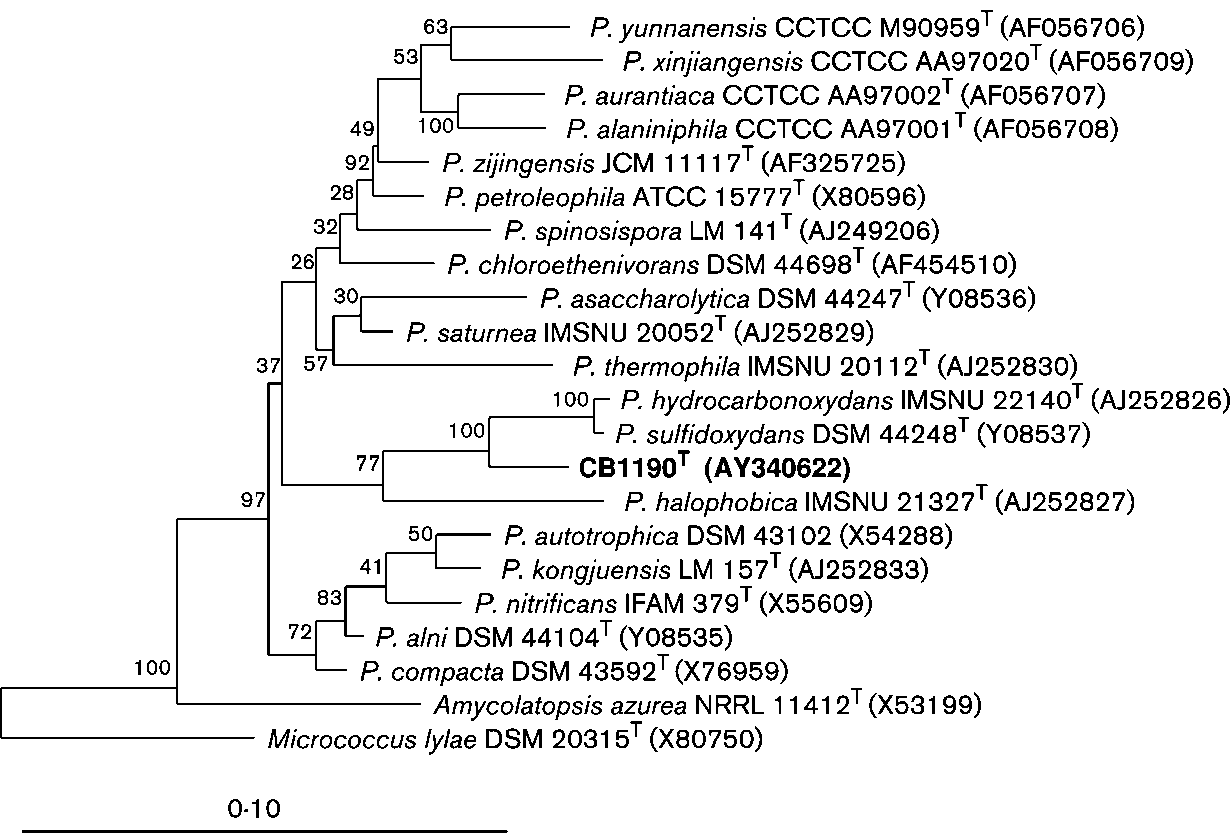 63
P. yunnanensis CCTCC M90959T (AF056706)
53
P. xinjiangensis CCTCC AA97020T (AF056709)
P. aurantiaca CCTCC AA97002T (AF056707)
100
P. alaniniphila CCTCC AA97001T (AF056708)
49
92
P. zijingensis JCM 11117T (AF325725)
28
P. petroleophila ATCC 15777T (X80596)
32
P. spinosispora LM 141T (AJ249206)
26
P. chloroethenivorans DSM 44698T (AF454510)
30
P. asaccharolytica DSM 44247T (Y08536)
P. saturnea IMSNU 20052T (AJ252829)
37
57
P. thermophila IMSNU 20112T (AJ252830)
100
P. hydrocarbonoxydans IMSNU 22140T (AJ252826)
100
P. sulfidoxydans DSM 44248T (Y08537)
77
CB1190T (AY340622)
97
P. halophobica IMSNU 21327T (AJ252827)
50
P. autotrophica DSM 43102 (X54288)
41
P. kongjuensis LM 157T (AJ252833)
83
P. nitrificans IFAM 379T (X55609)
72
P. alni DSM 44104T (Y08535)
100
P. compacta DSM 43592T (X76959)
Amycolatopsis azurea NRRL 11412T (X53199)
Micrococcus lylae DSM 20315T (X80750)
0·10